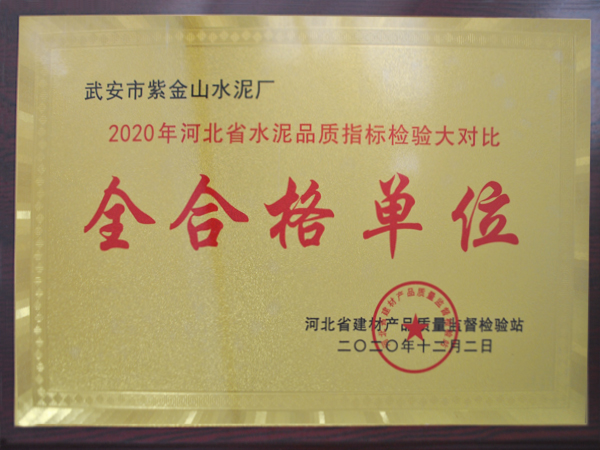 武安市紫金山水泥厂
2020年河北省水泥品质指标检验大对比
全合格单位
河北省建材产品质量监督检验站
二〇二〇年十二月二日